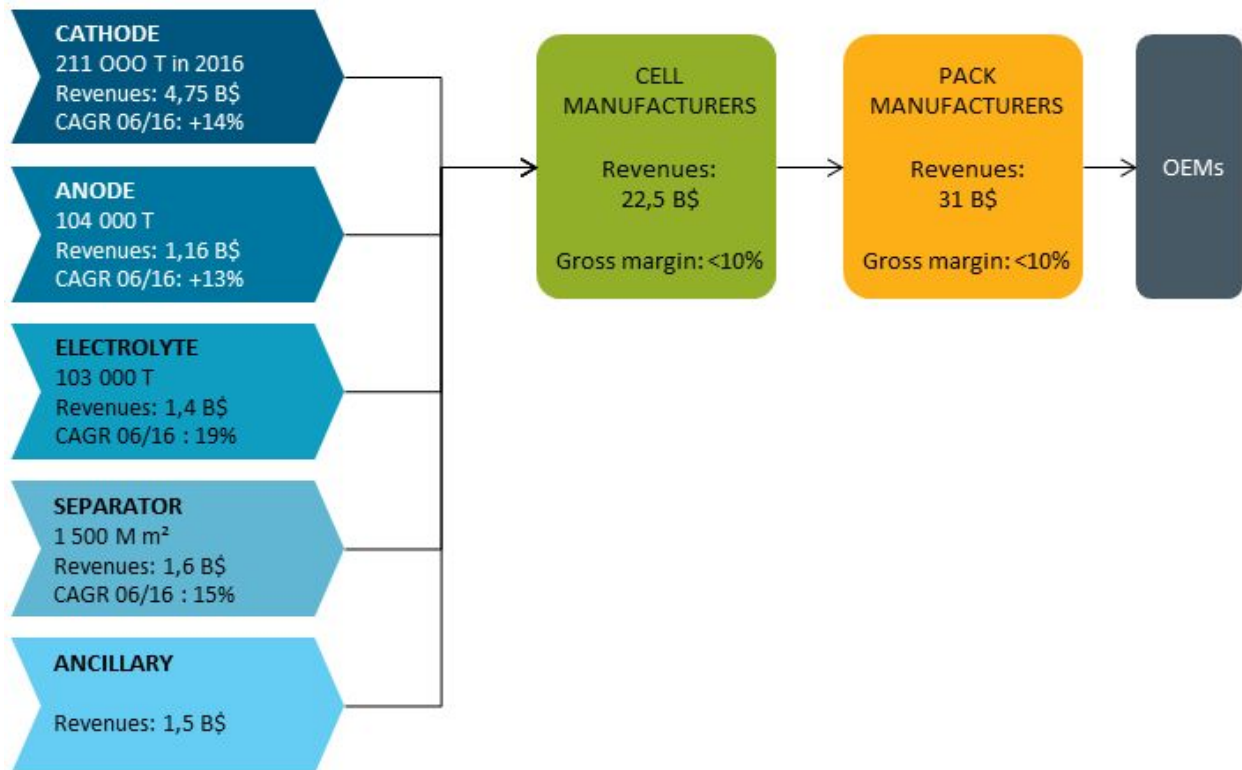 CATHODE
211 OOO T in 2016
Revenues: 4,75 B$
CAGR 06/16: +14%
ANODE
104 000 T
Revenues: 1,16 B$
CAGR 06/16: +13%
ELECTROLYTE
103 000 T
Revenues: 1,4 B$
CAGR 06/16 : 19%
SEPARATOR
1 500 M m²
Revenues: 1,6 B$
CAGR 06/16 : 15%
ANCILLARY
Revenues: 1,5 B$
CELL
MANUFACTURERS
Revenues:
22,5 B$
Gross margin: <10%
PACK
MANUFACTURERS
Revenues:
31 B$
Gross margin: <10%
OEMs